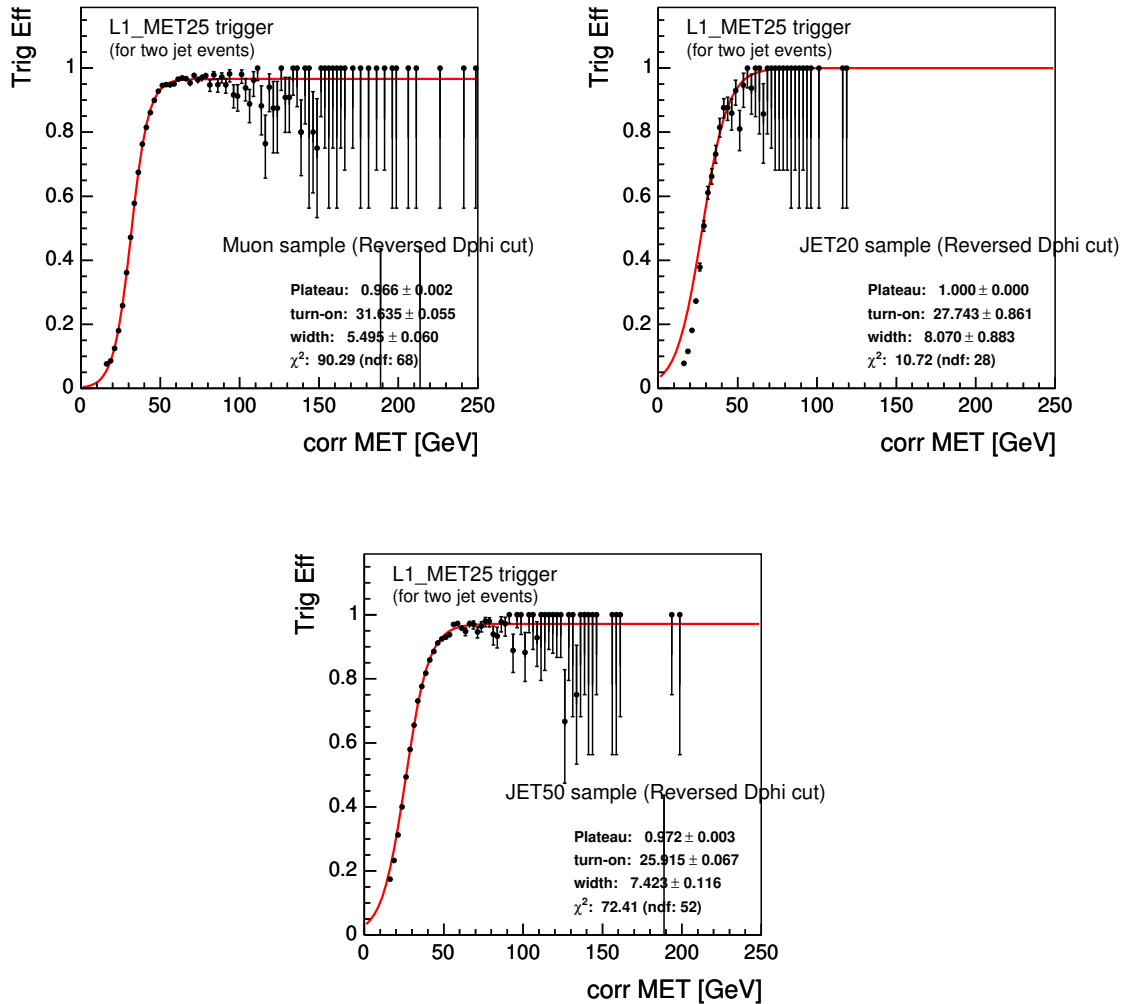 L1_MET25 trigger
(for two jet events)
Trig Eff
1
0.8
0.6
0.4
0.2
0
Muon sample (Reversed Dphi cut)
Plateau: 0.966 ± 0.002
turn-on: 31.635 ± 0.055
width: 5.495 ± 0.060
χ²: 90.29 (ndf: 68)
0 50 100 150 200 250
corr MET [GeV]
L1_MET25 trigger
(for two jet events)
Trig Eff
1
0.8
0.6
0.4
0.2
0
JET20 sample (Reversed Dphi cut)
Plateau: 1.000 ± 0.000
turn-on: 27.743 ± 0.861
width: 8.070 ± 0.883
χ²: 10.72 (ndf: 28)
0 50 100 150 200 250
corr MET [GeV]
L1_MET25 trigger
(for two jet events)
Trig Eff
1
0.8
0.6
0.4
0.2
0
JET50 sample (Reversed Dphi cut)
Plateau: 0.972 ± 0.003
turn-on: 25.915 ± 0.067
width: 7.423 ± 0.116
χ²: 72.41 (ndf: 52)
0 50 100 150 200 250
corr MET [GeV]